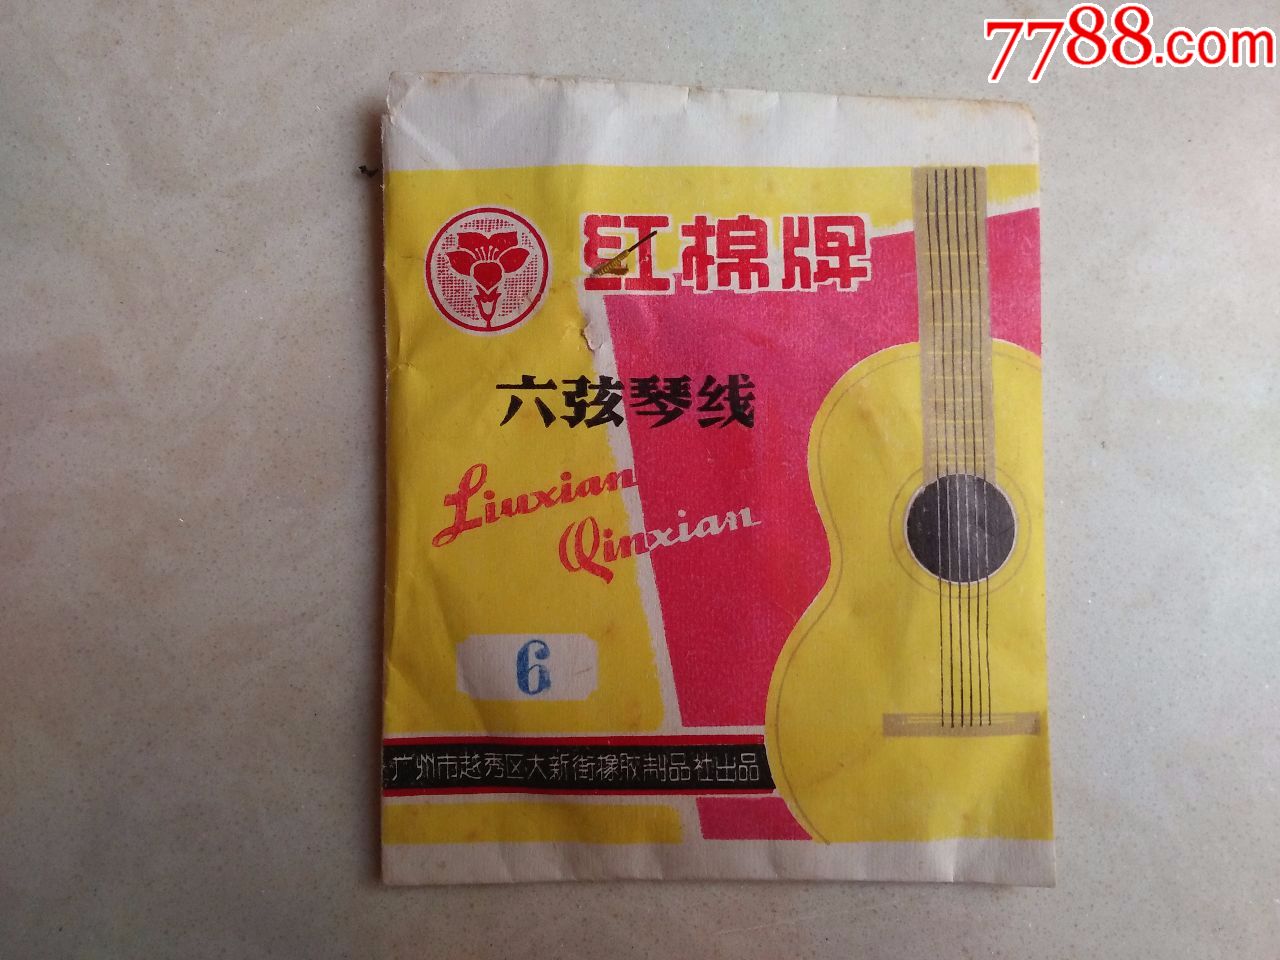 7788.com
红棉牌
六弦琴线
Liuxian
Qinxian
6
广州市越秀区大新街橡胶制品社出品